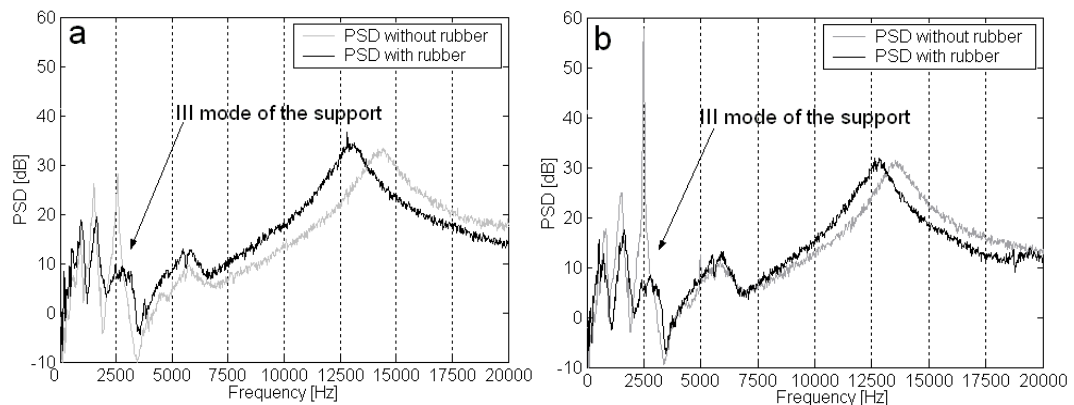 a
PSD without rubber
PSD with rubber
III mode of the support
PSD [dB]
60
50
40
30
20
10
0
-10
0 2500 5000 7500 10000 12500 15000 17500 20000
Frequency [Hz]
b
PSD without rubber
PSD with rubber
III mode of the support
PSD [dB]
60
50
40
30
20
10
0
-10
0 2500 5000 7500 10000 12500 15000 17500 20000
Frequency [Hz]